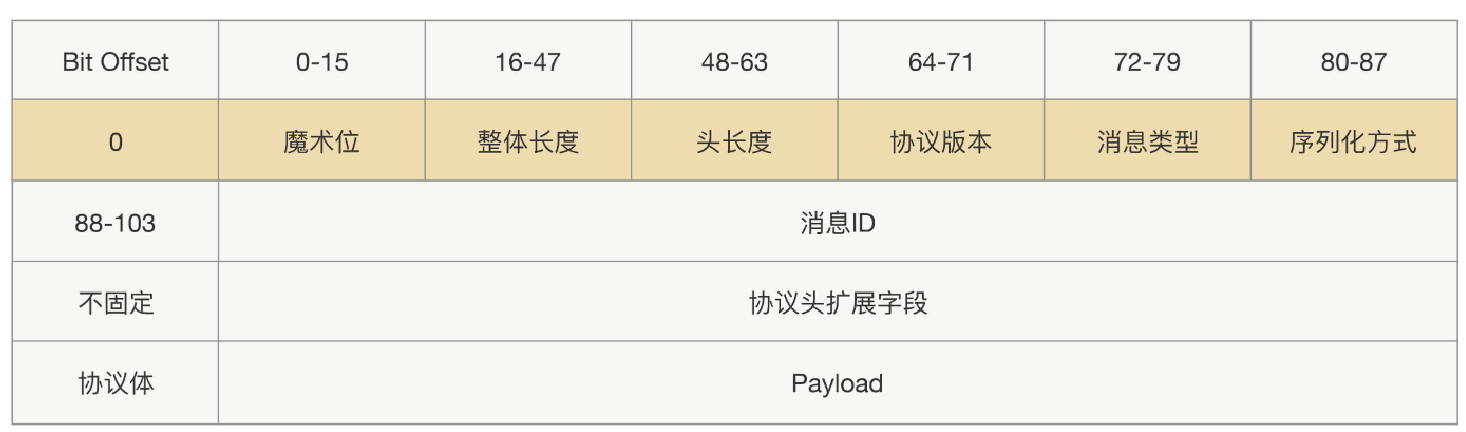 Bit Offset 0-15 16-47 48-63 64-71 72-79 80-87
0 魔术位 整体长度 头长度 协议版本 消息类型 序列化方式
88-103 消息ID
不固定 协议头扩展字段
协议体 Payload